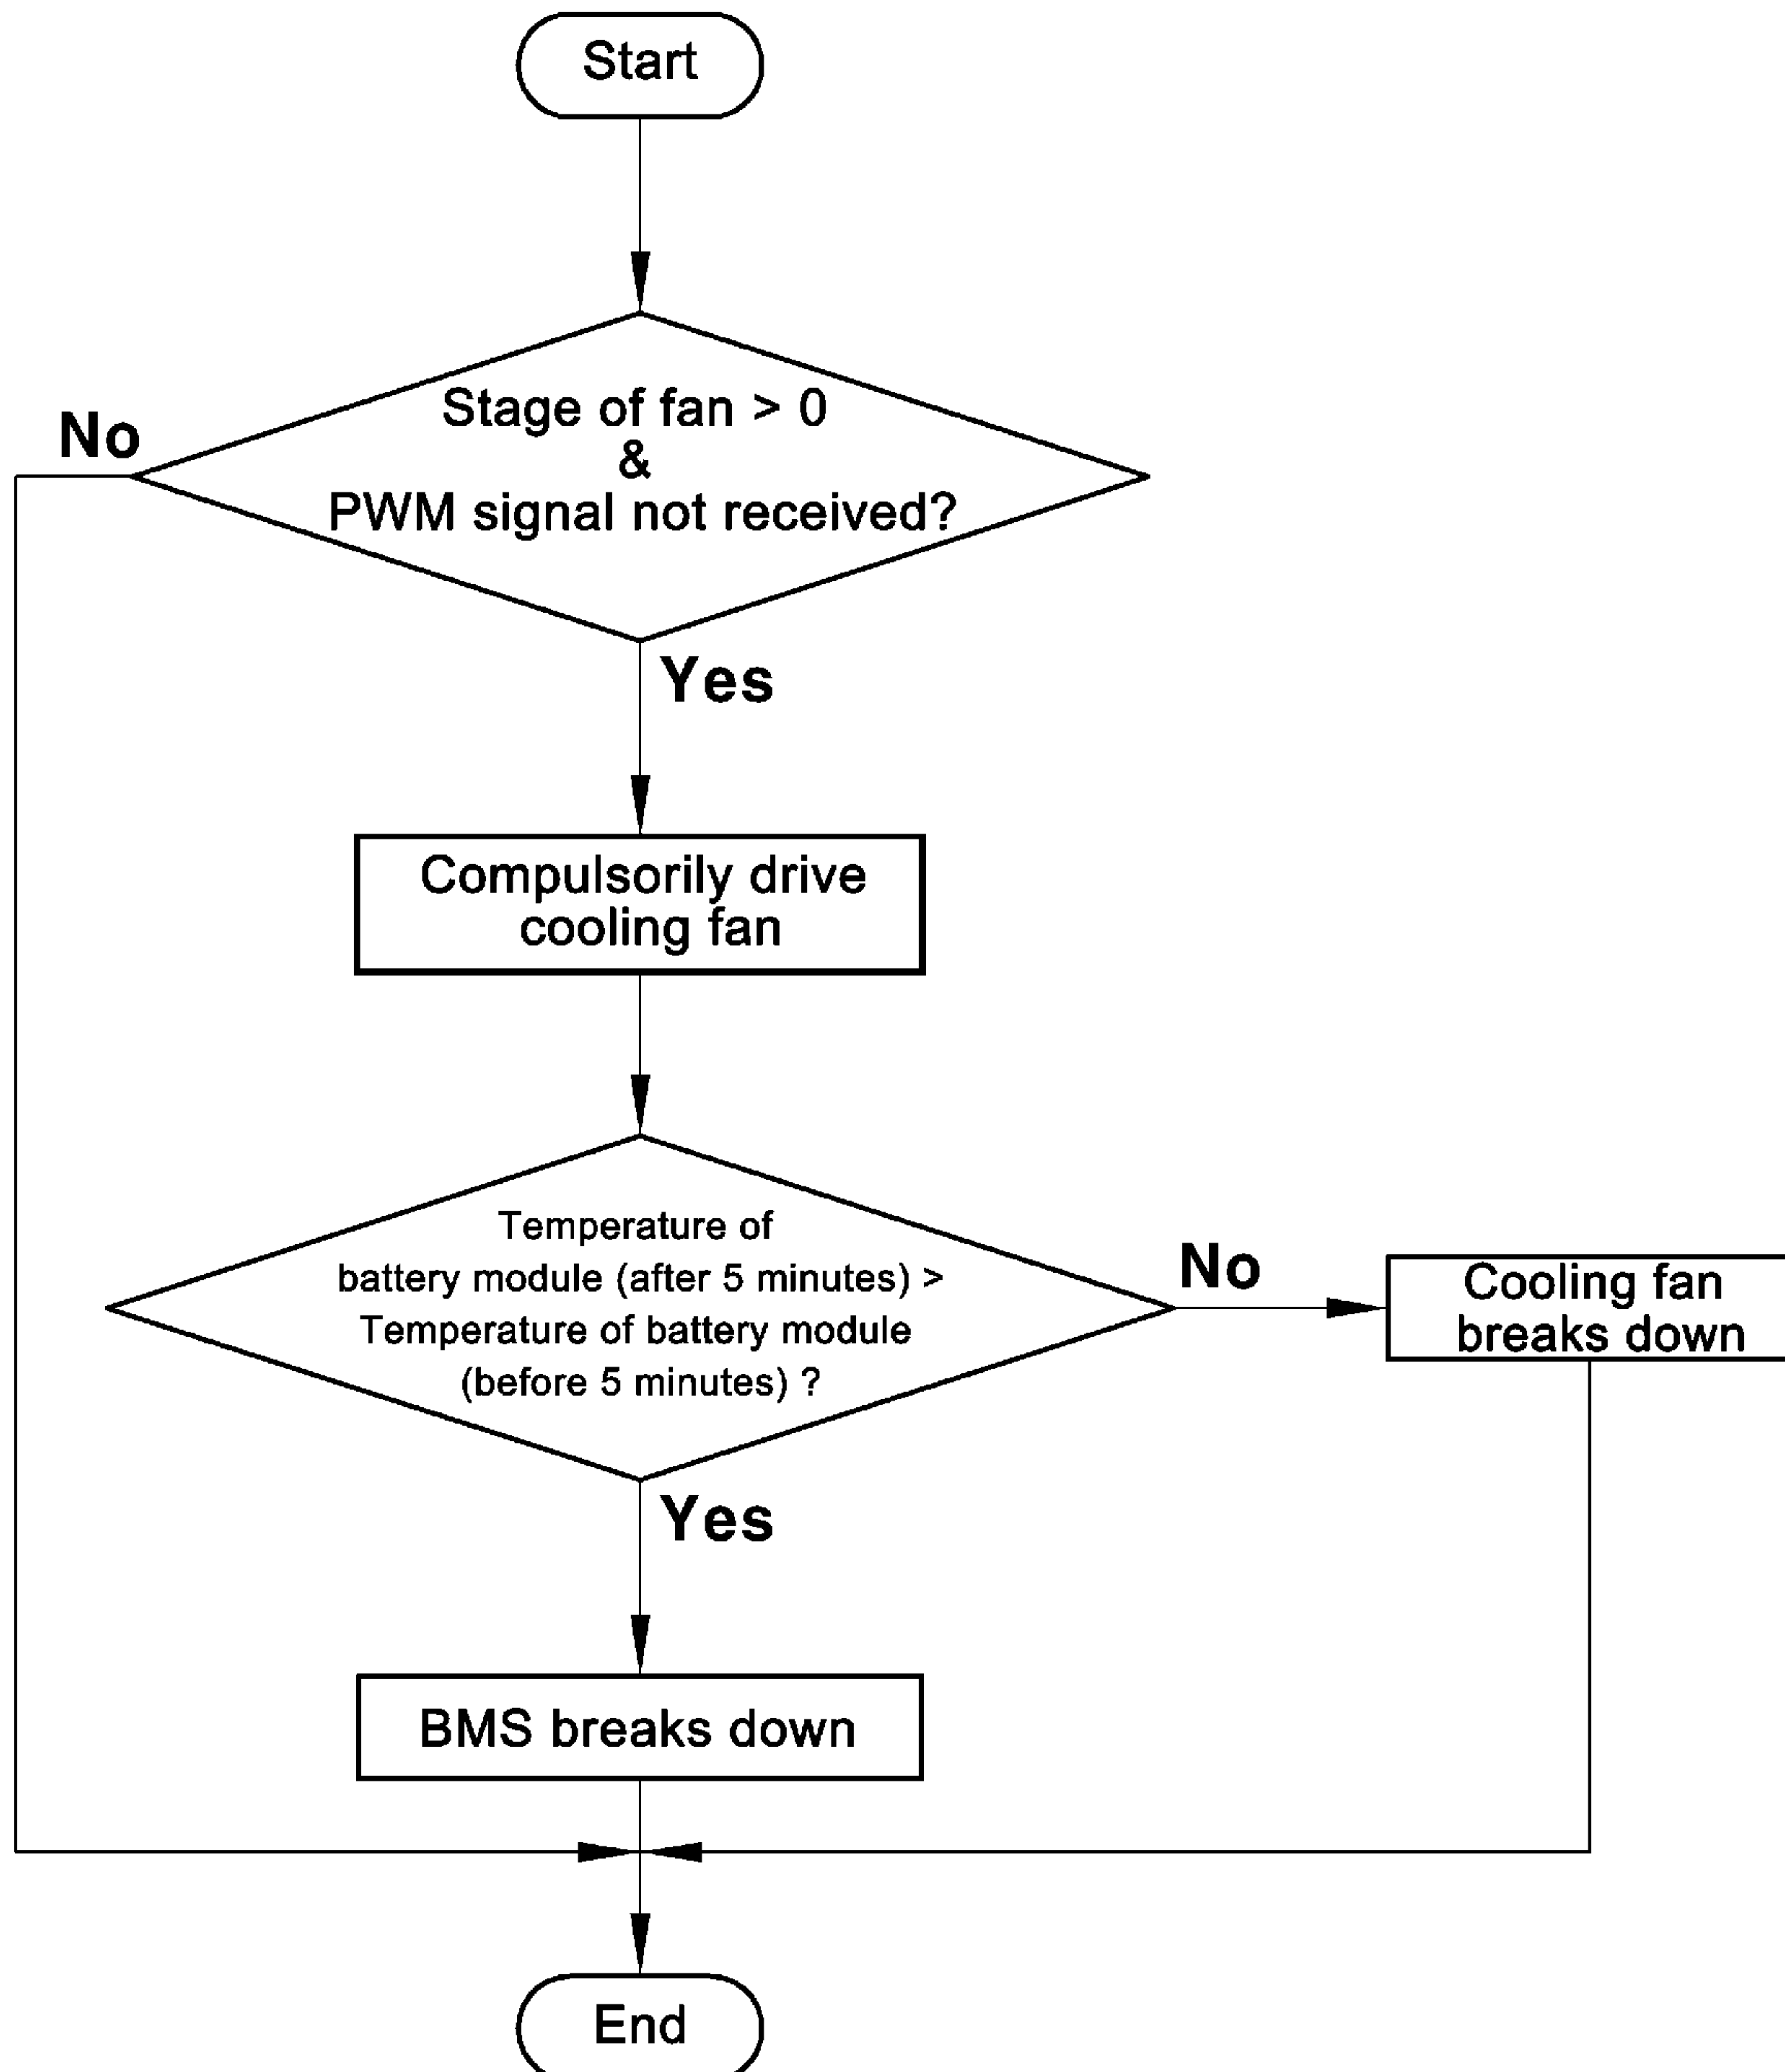 Start
Stage of fan > 0
&
PWM signal not received?
No
Yes
Compulsorily drive
cooling fan
Temperature of
battery module (after 5 minutes) >
Temperature of battery module
(before 5 minutes) ?
No
Cooling fan
breaks down
Yes
BMS breaks down
End